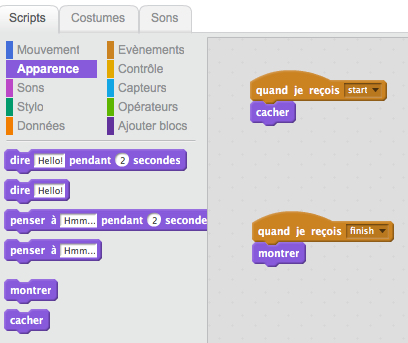 Scripts Costumes Sons
Mouvement Evènements
Apparence Contrôle
Sons Capteurs
Stylo Opérateurs
Données Ajouter blocs
dire Hello! pendant 2 secondes
dire Hello!
penser à Hmm... pendant 2 seconde
penser à Hmm...
montrer
cacher
quand je reçois start
cacher
quand je reçois finish
montrer